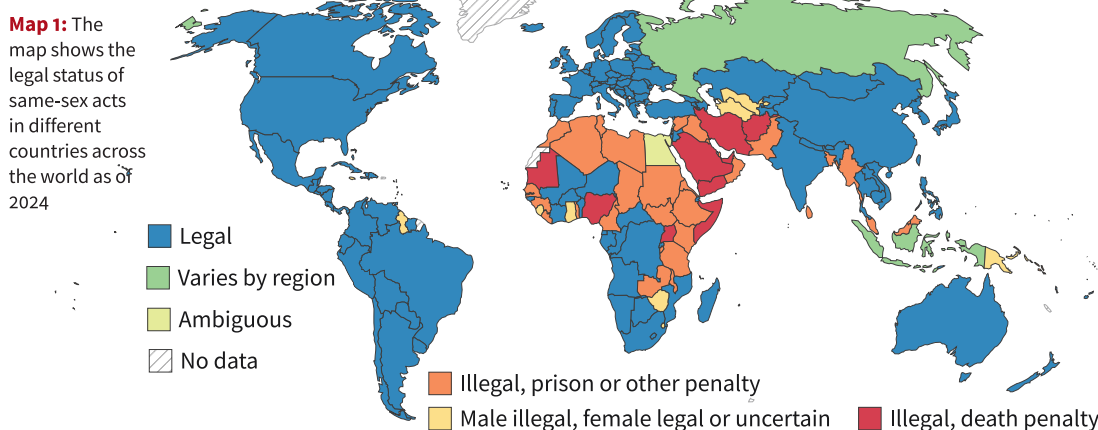 Map 1: The
map shows the
legal status of
same-sex acts
in different
countries across
the world as of
2024
Legal
Varies by region
Ambiguous
No data
Illegal, prison or other penalty
Male illegal, female legal or uncertain
Illegal, death penalty